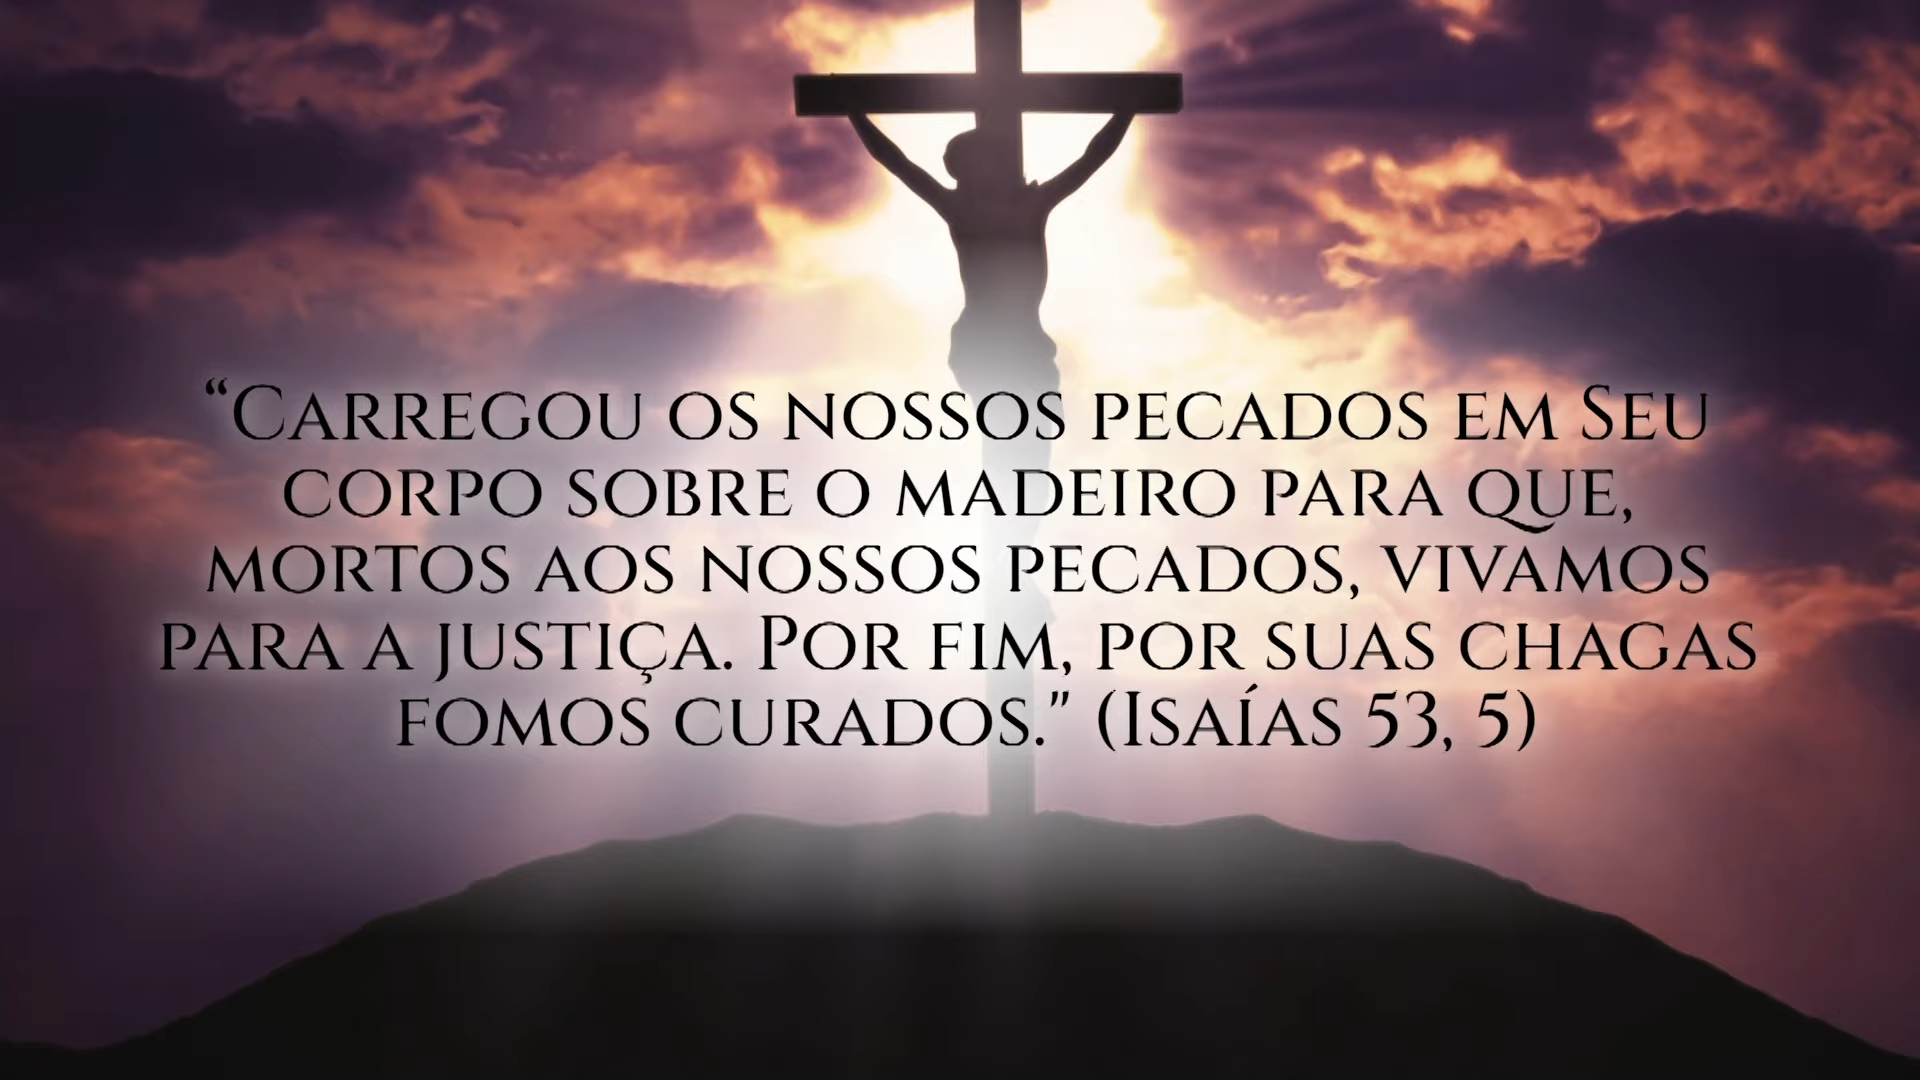 “Carregou os nossos pecados em Seu
corpo sobre o madeiro para que,
mortos aos nossos pecados, vivamos
para a justiça. Por fim, por suas chagas
fomos curados." (Isaías 53, 5)